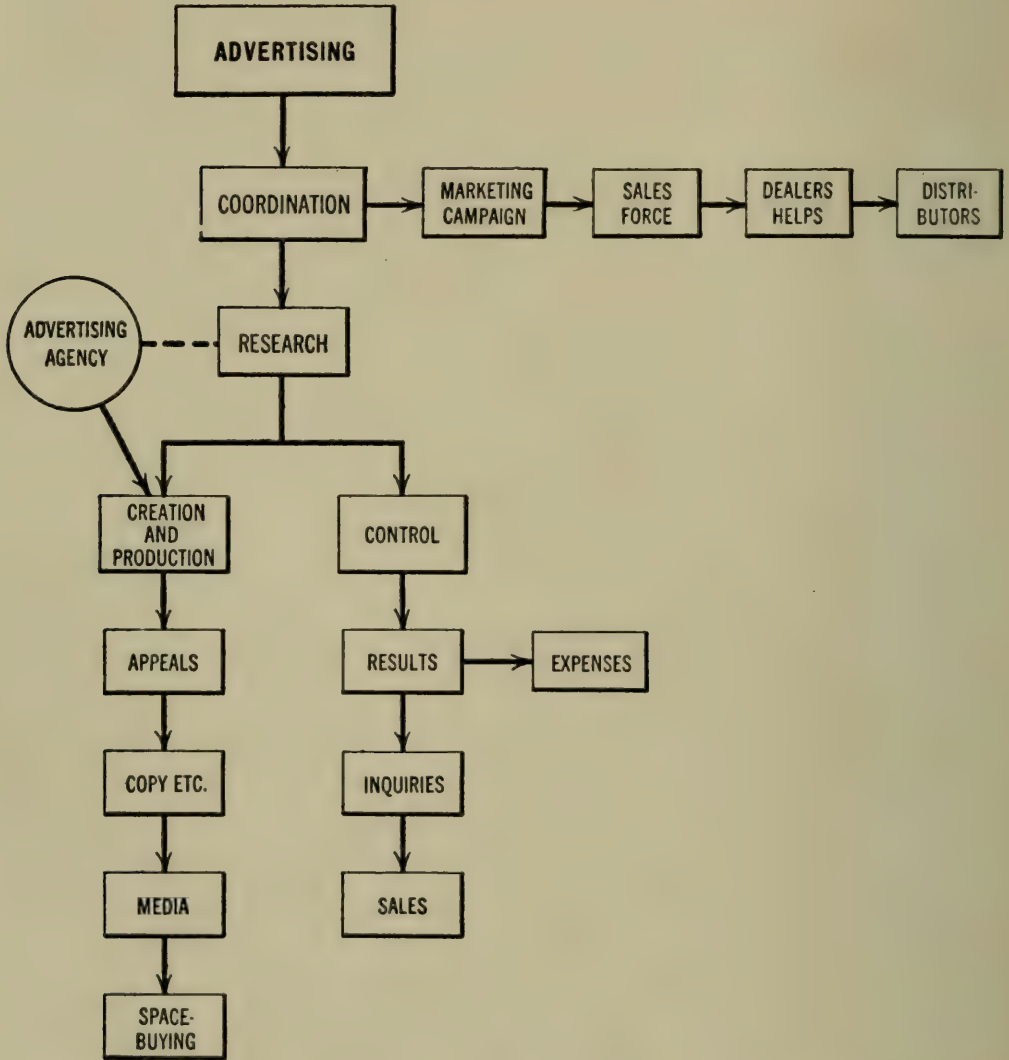 ADVERTISING
COORDINATION
MARKETING
CAMPAIGN
SALES
FORCE
DEALERS
HELPS
DISTRI-
BUTORS
ADVERTISING
AGENCY
RESEARCH
CREATION
AND
PRODUCTION
CONTROL
APPEALS
RESULTS
EXPENSES
COPY ETC.
INQUIRIES
MEDIA
SALES
SPACE-
BUYING